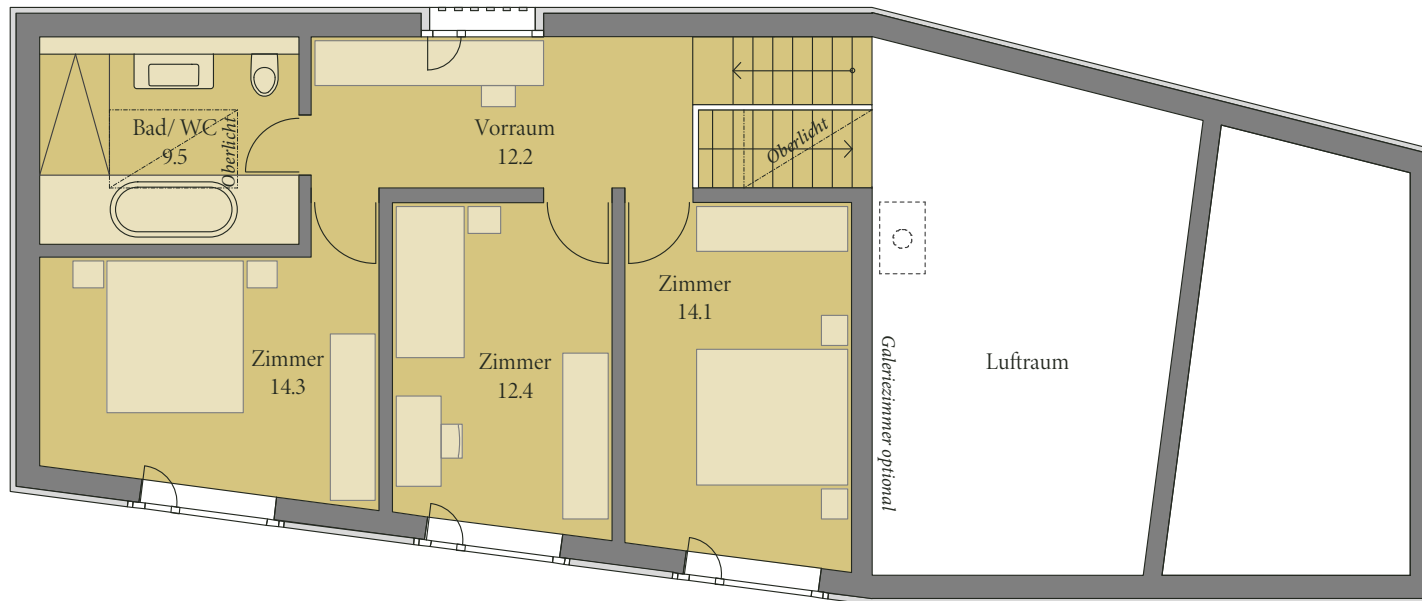 Bad/ WC
9.5
Oberlicht
Vorraum
12.2
Oberlicht
Zimmer
14.1
Zimmer
14.3
Zimmer
12.4
Galeriezimmer optional
Luftraum